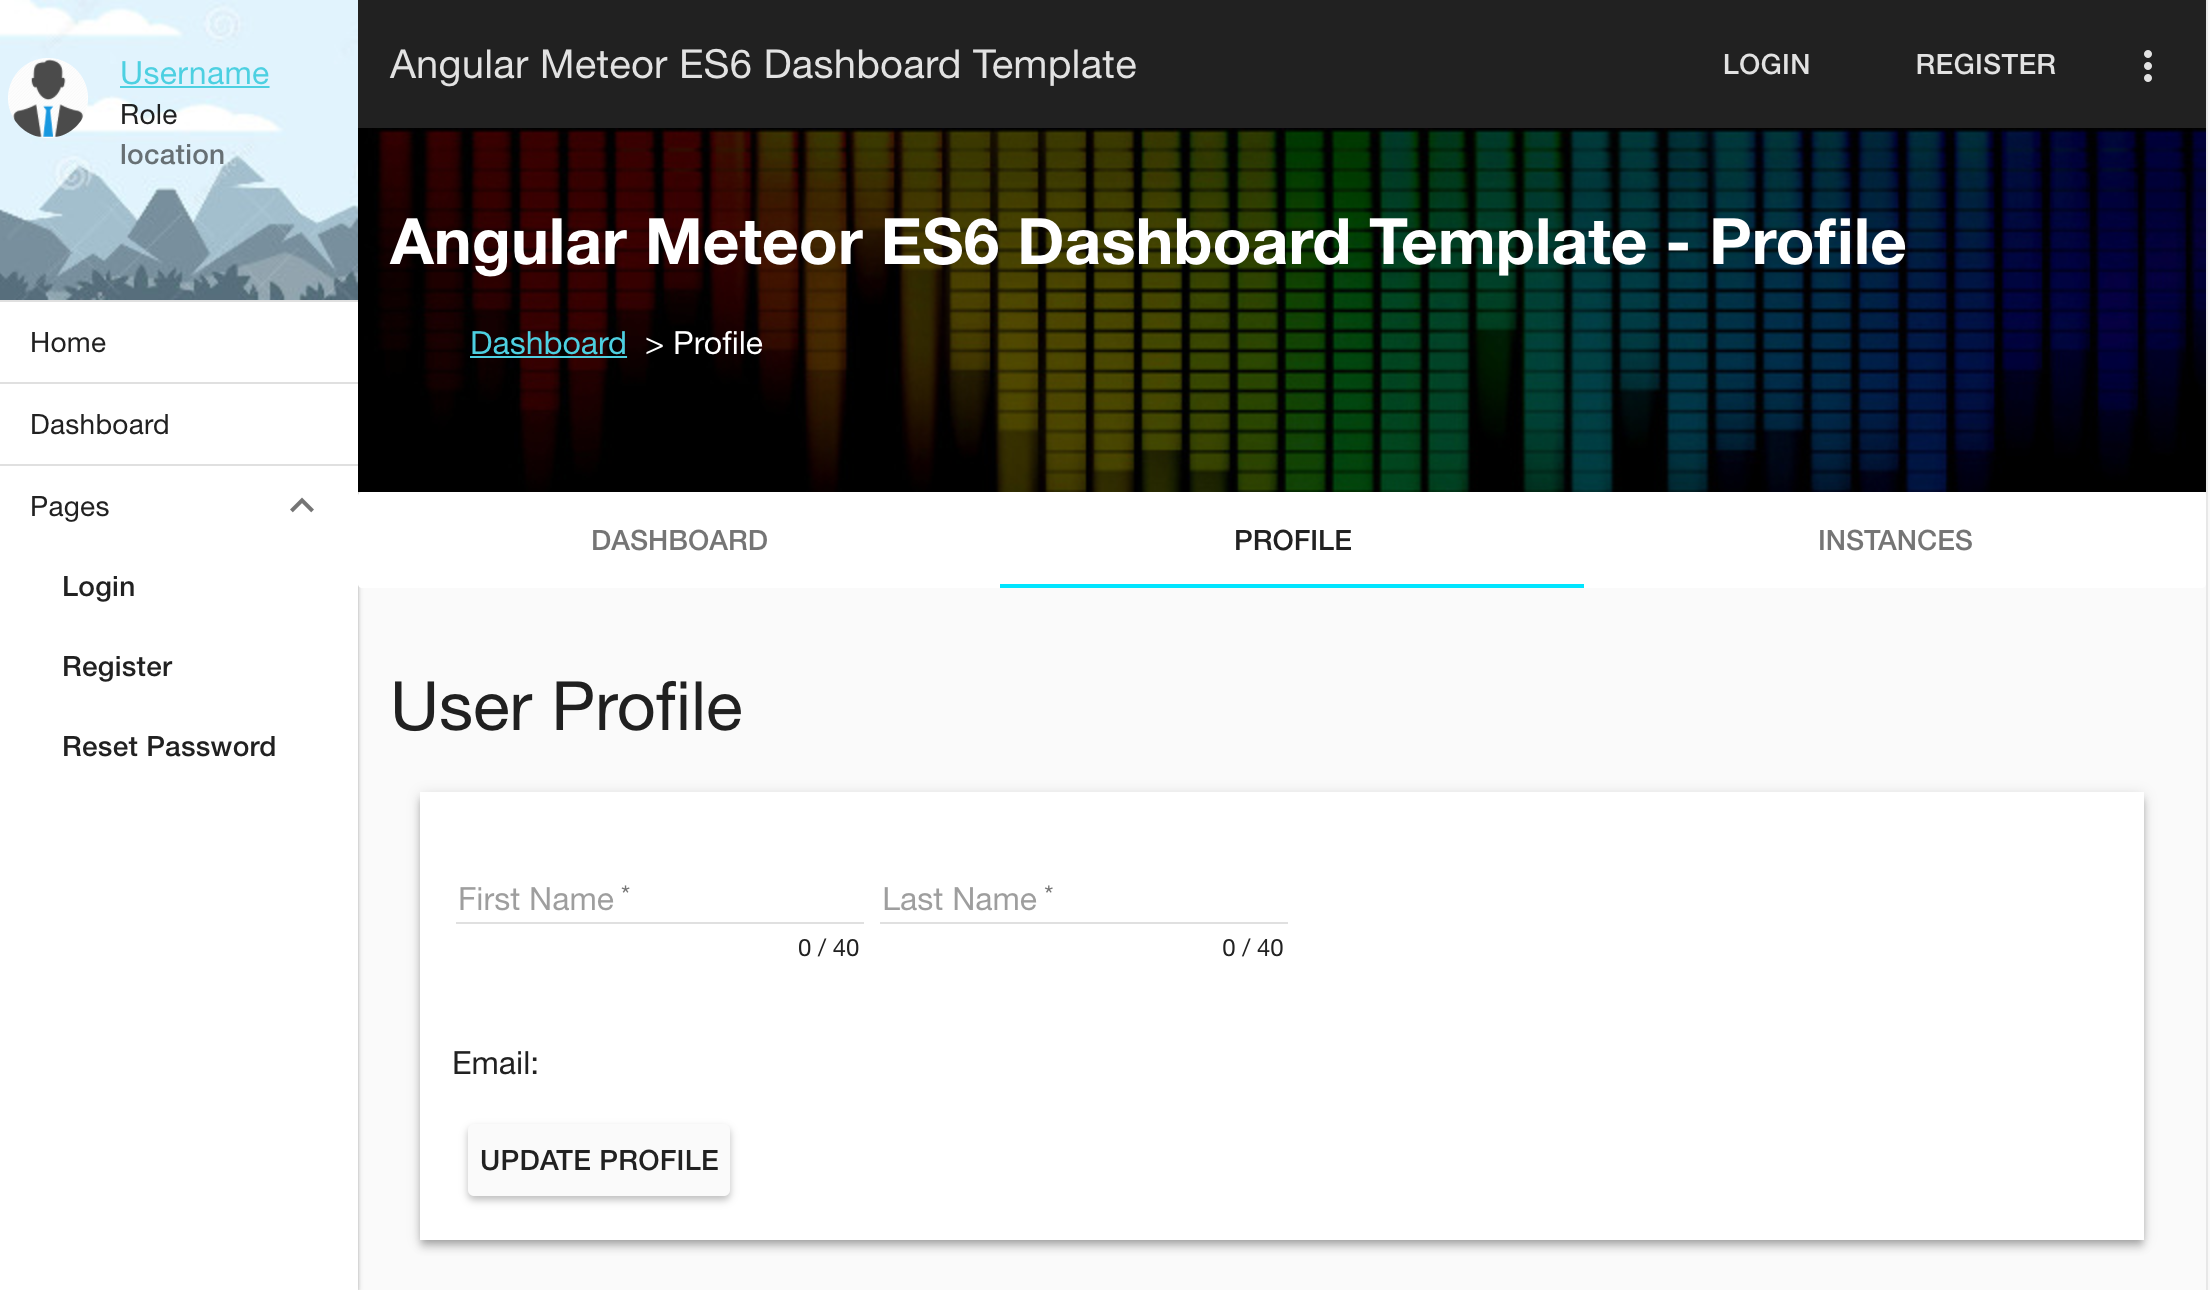 Username
Role
location
Home
Dashboard
Pages
Login
Register
Reset Password
Angular Meteor ES6 Dashboard Template
LOGIN
REGISTER
Angular Meteor ES6 Dashboard Template - Profile
Dashboard > Profile
DASHBOARD
PROFILE
INSTANCES
User Profile
First Name *
Last Name *
0 / 40
0 / 40
Email:
UPDATE PROFILE